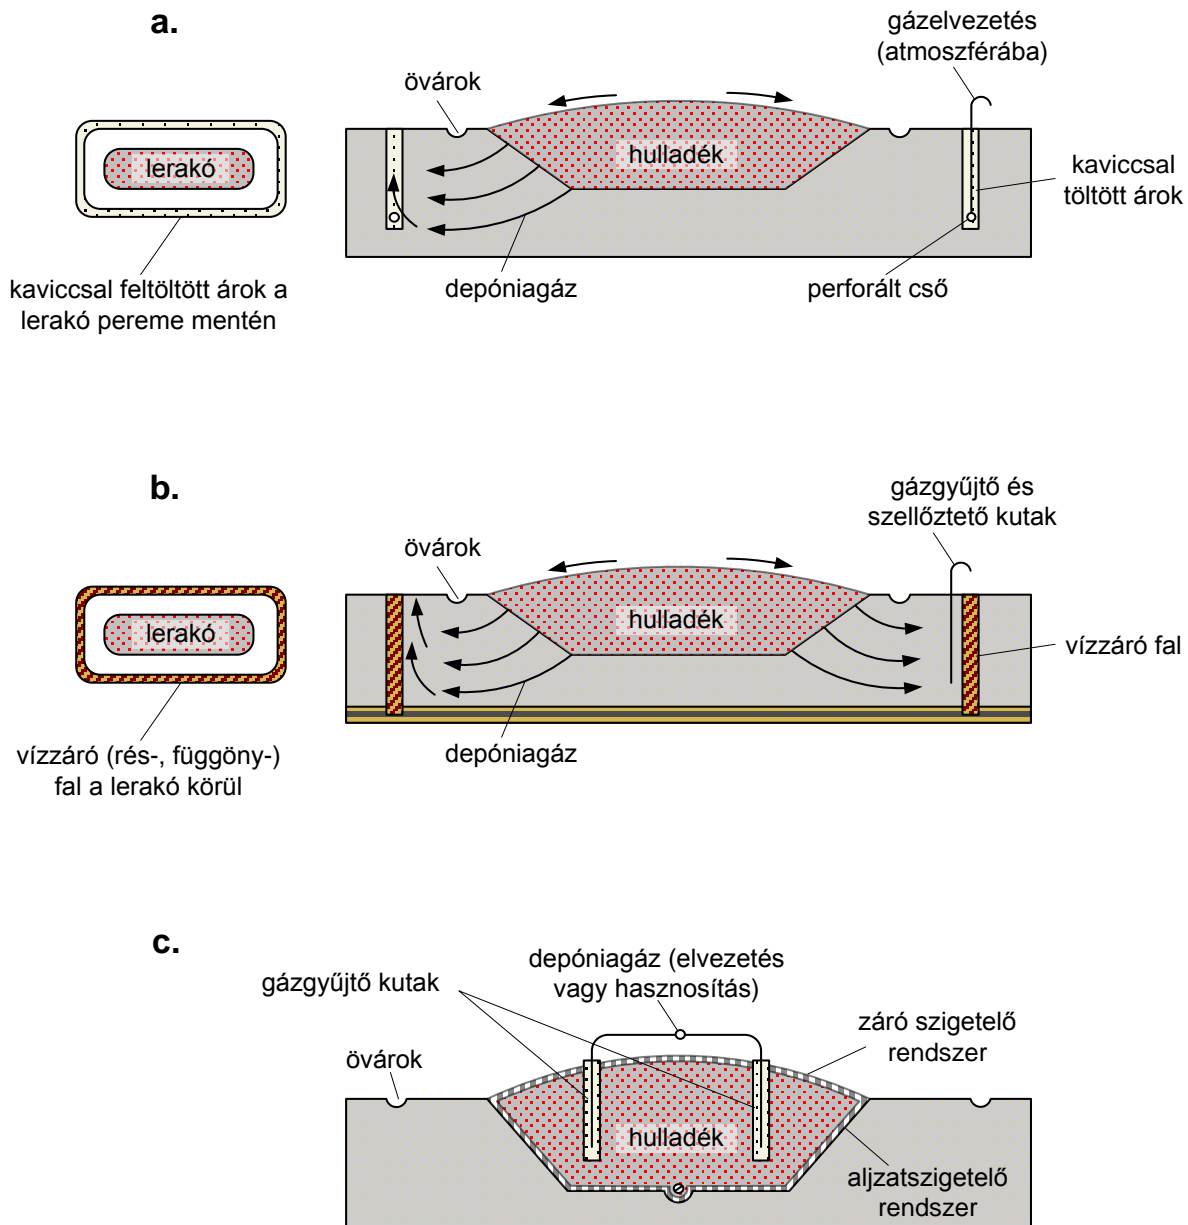 a.
gázelvezetés
(atmoszférába)
övárok
lerakó
hulladék
kaviccsal
töltött árok
kaviccsal feltöltött árok a
lerakó pereme mentén
depóniagáz
perforált cső
b.
gázgyűjtő és
szellőztető kutak
övárok
lerakó
hulladék
vízzáró fal
vízzáró (rés-, függöny-)
fal a lerakó körül
depóniagáz
c.
depóniagáz (elvezetés
vagy hasznosítás)
gázgyűjtő kutak
záró szigetelő
rendszer
övárok
hulladék
aljzatszigetelő
rendszer